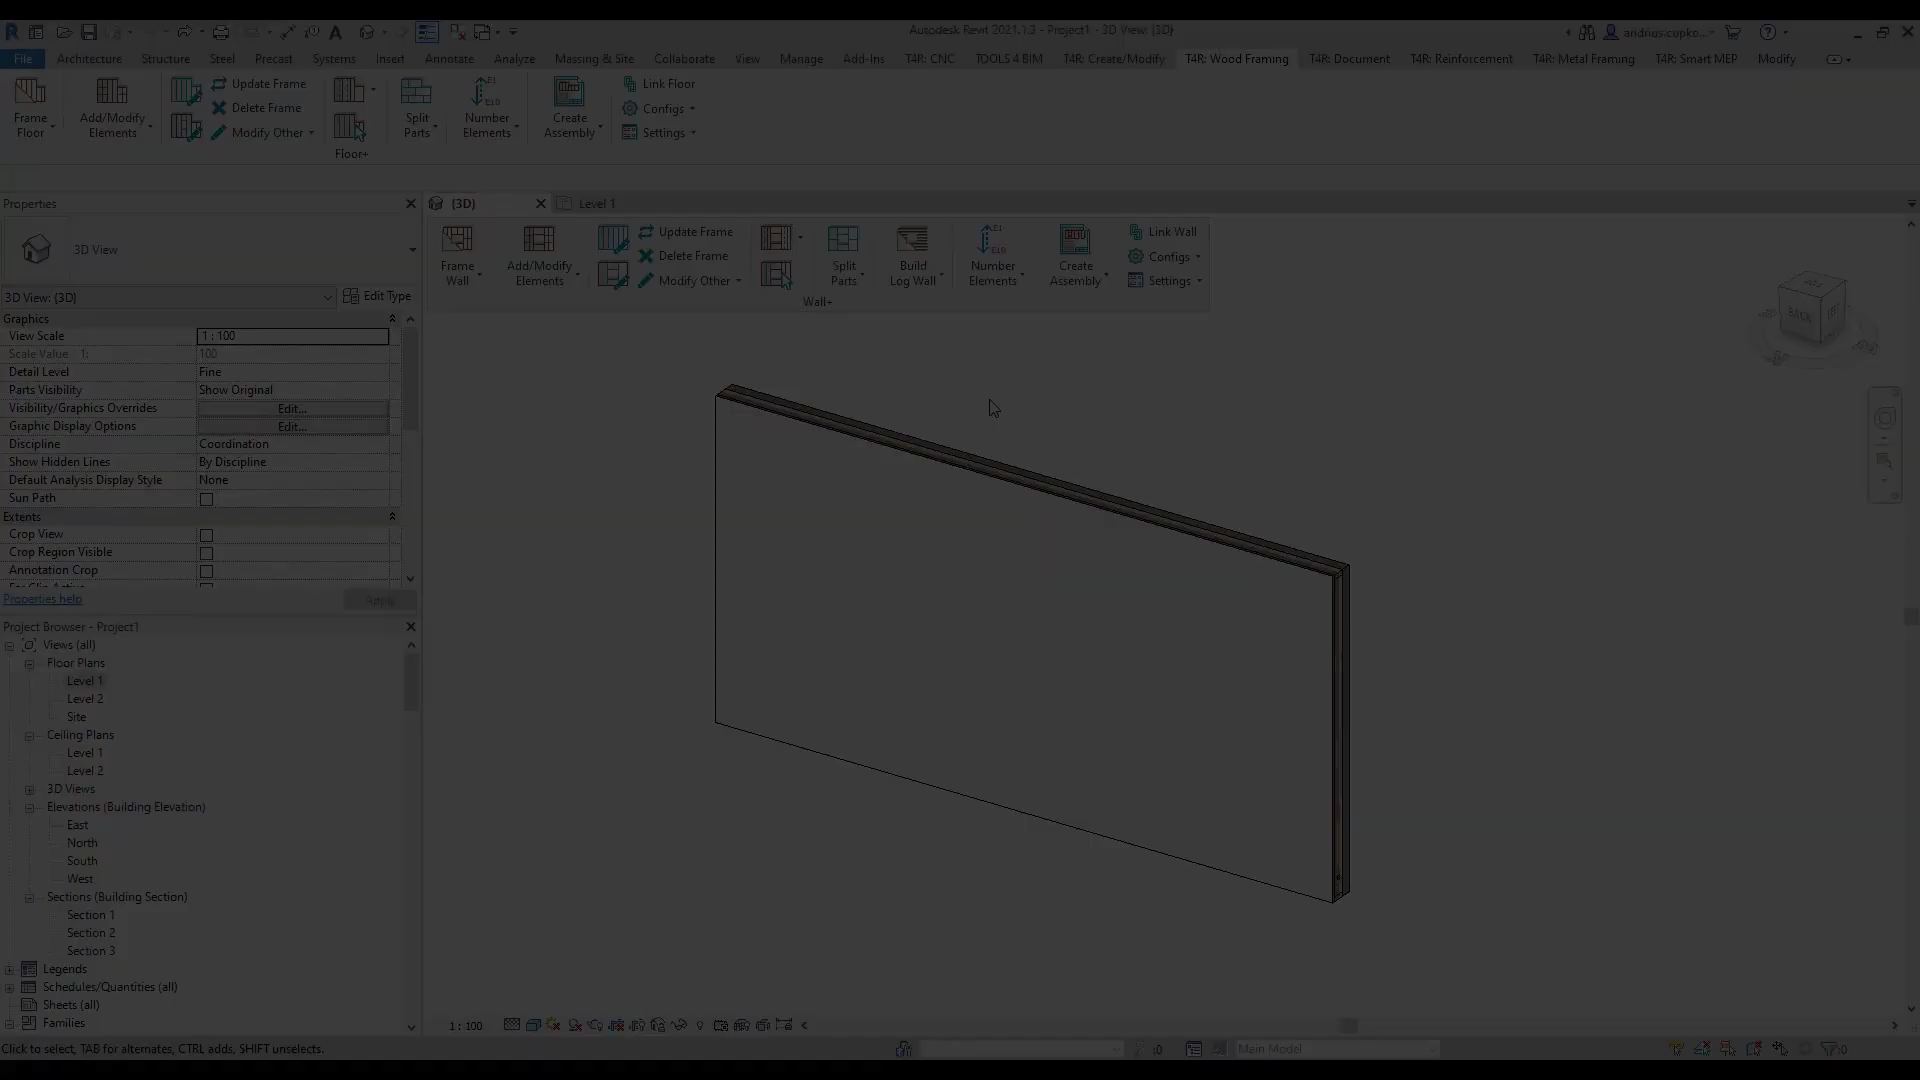 Autodesk Revit 2021.1.3 - Project1 - 3D View: {3D}
andrius.cupko...
File Architecture Structure Steel Precast Systems Insert Annotate Analyze Massing & Site Collaborate View Manage Add-Ins T4R: CNC TOOLS 4 BIM T4R: Create/Modify T4R: Wood Framing T4R: Document T4R: Reinforcement T4R: Metal Framing T4R: Smart MEP Modify
Frame Floor
Add/Modify Elements
Update Frame
Delete Frame
Modify Other
Split Parts
Number Elements
Create Assembly
Link Floor
Configs
Settings
Floor+
Properties
3D View
3D View: {3D}
Edit Type
Graphics
View Scale 1 : 100
Scale Value 1: 100
Detail Level Fine
Parts Visibility Show Original
Visibility/Graphics Overrides Edit...
Graphic Display Options Edit...
Discipline Coordination
Show Hidden Lines By Discipline
Default Analysis Display Style None
Sun Path
Extents
Crop View
Crop Region Visible
Annotation Crop
Properties help
Apply
Project Browser - Project1
Views (all)
Floor Plans
Level 1
Level 2
Site
Ceiling Plans
Level 1
Level 2
3D Views
Elevations (Building Elevation)
East
North
South
West
Sections (Building Section)
Section 1
Section 2
Section 3
Legends
Schedules/Quantities (all)
Sheets (all)
Families
{3D}
Level 1
Frame Wall
Add/Modify Elements
Update Frame
Delete Frame
Modify Other
Split Parts
Build Log Wall
Number Elements
Create Assembly
Link Wall
Configs
Settings
Wall+
BACK
1 : 100
Click to select, TAB for alternates, CTRL adds, SHIFT unselects.
:0
Main Model
:0